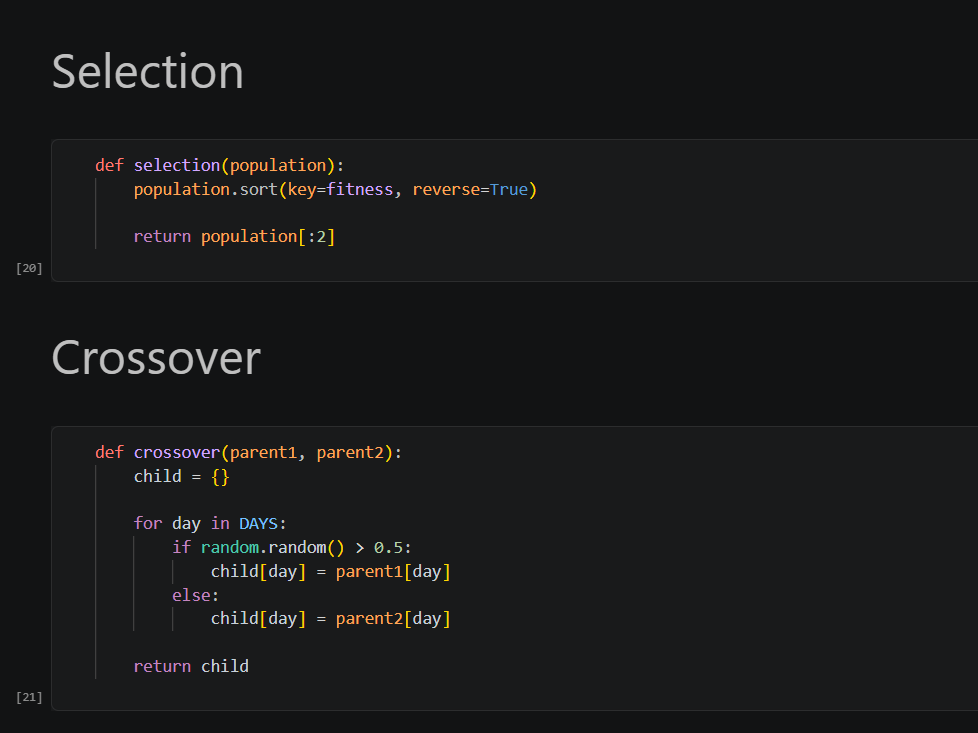 Selection
def selection(population):
    population.sort(key=fitness, reverse=True)
    return population[:2]
[20]
Crossover
def crossover(parent1, parent2):
    child = {}
    for day in DAYS:
        if random.random() > 0.5:
            child[day] = parent1[day]
        else:
            child[day] = parent2[day]
    return child
[21]